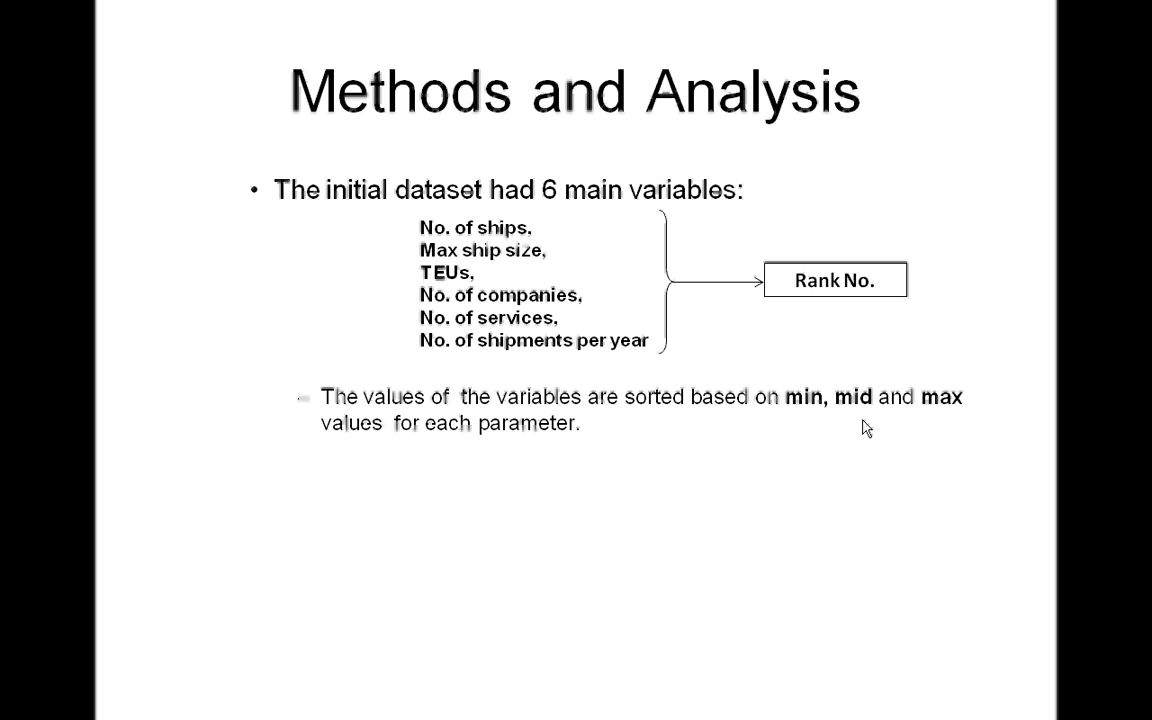 Methods and Analysis
• The initial dataset had 6 main variables:
No. of ships,
Max ship size,
TEUs,
No. of companies,
No. of services,
No. of shipments per year
Rank No.
– The values of the variables are sorted based on min, mid and max
values for each parameter.